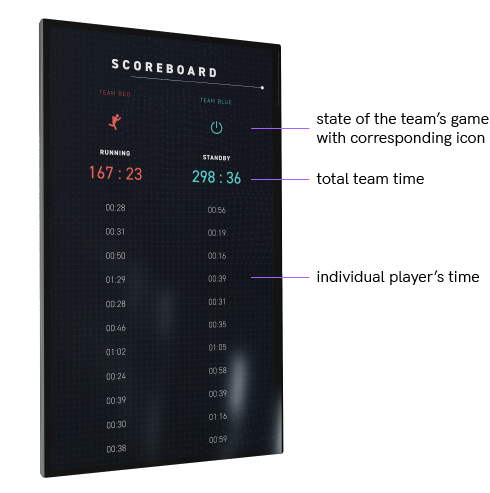 SCOREBOARD
TEAM RED
TEAM BLUE
RUNNING
STANDBY
167 : 23
298 : 36
00:28
00:56
00:31
00:19
00:50
00:16
01:29
00:39
00:28
00:31
00:46
00:35
01:02
01:05
00:24
00:58
00:39
00:39
00:30
01:16
00:38
00:59
state of the team’s game
with corresponding icon
total team time
individual player’s time